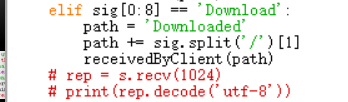 elif sig[0:8] == 'Download':
    path = 'Downloaded'
    path += sig.split('/')[1]
    receivedByClient(path)
# rep = s.recv(1024)
# print(rep.decode('utf-8'))